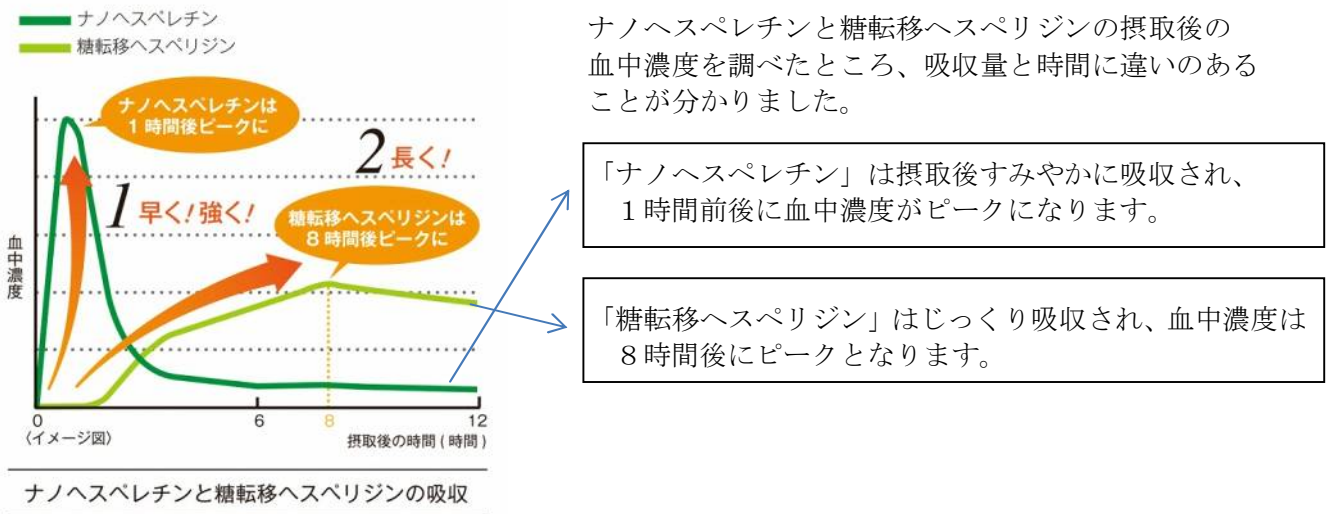 ナノヘスペレチン
糖転移ヘスペリジン
ナノヘスペレチンは
1時間後ピークに
2 長く!
1 早く!強く!
糖転移ヘスペリジンは
8時間後ピークに
血中濃度
0
6
8
12
〈イメージ図〉
摂取後の時間(時間)
ナノヘスペレチンと糖転移ヘスペリジンの吸収
ナノヘスペレチンと糖転移ヘスペリジンの摂取後の
血中濃度を調べたところ、吸収量と時間に違いのある
ことが分かりました。
「ナノヘスペレチン」は摂取後すみやかに吸収され、
１時間前後に血中濃度がピークになります。
「糖転移ヘスペリジン」はじっくり吸収され、血中濃度は
８時間後にピークとなります。